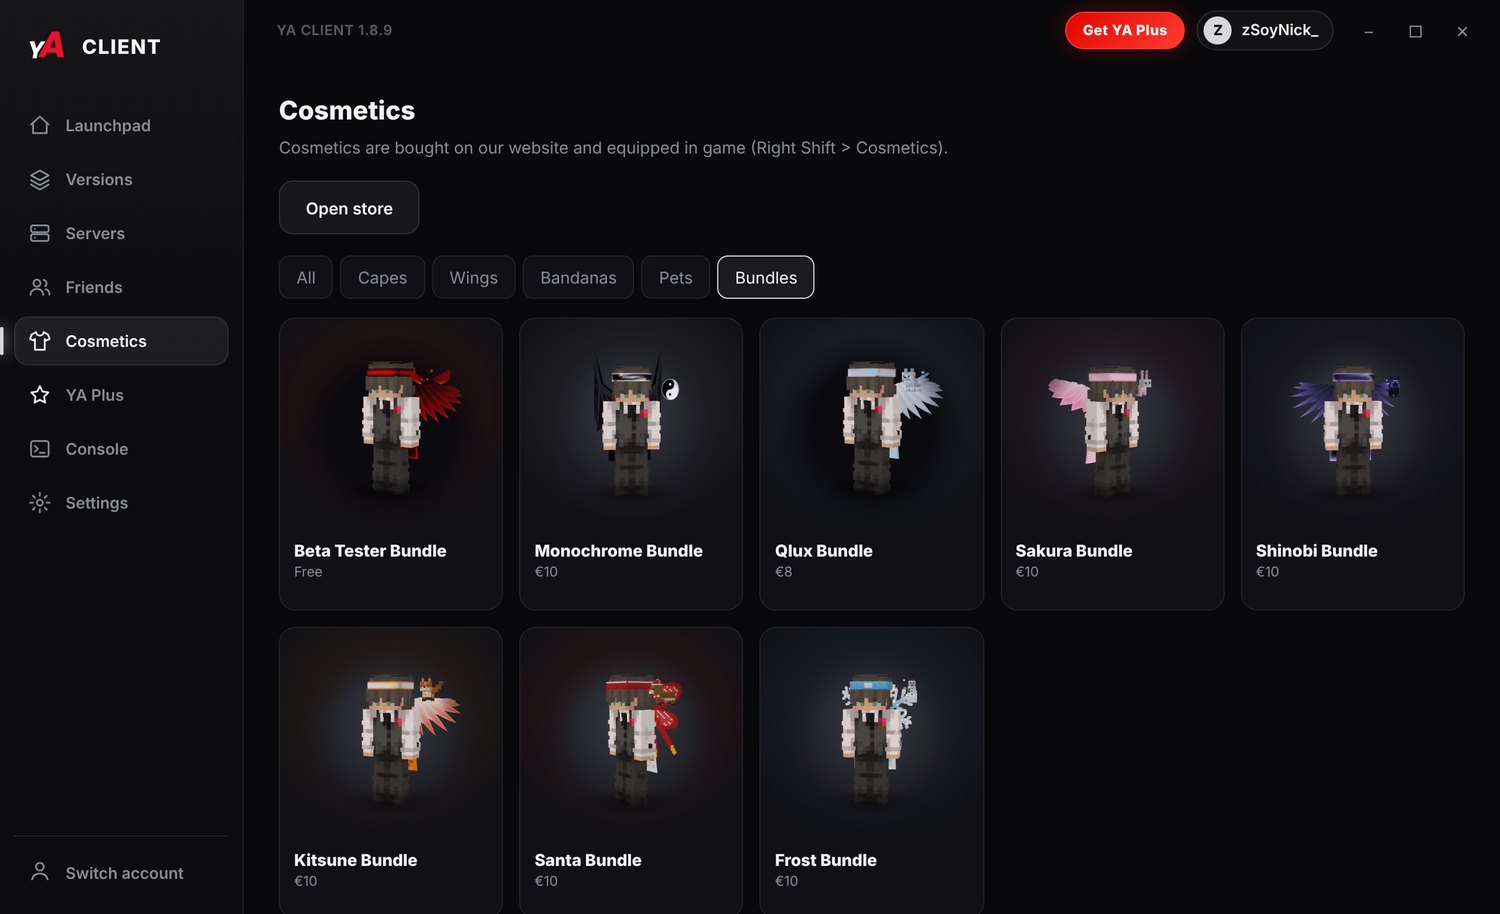 YA CLIENT
YA CLIENT 1.8.9
Get YA Plus
Z zSoyNick_
Launchpad
Versions
Servers
Friends
Cosmetics
YA Plus
Console
Settings
Switch account
Cosmetics
Cosmetics are bought on our website and equipped in game (Right Shift > Cosmetics).
Open store
All Capes Wings Bandanas Pets Bundles
Beta Tester Bundle
Free
Monochrome Bundle
€10
Qlux Bundle
€8
Sakura Bundle
€10
Shinobi Bundle
€10
Kitsune Bundle
€10
Santa Bundle
€10
Frost Bundle
€10